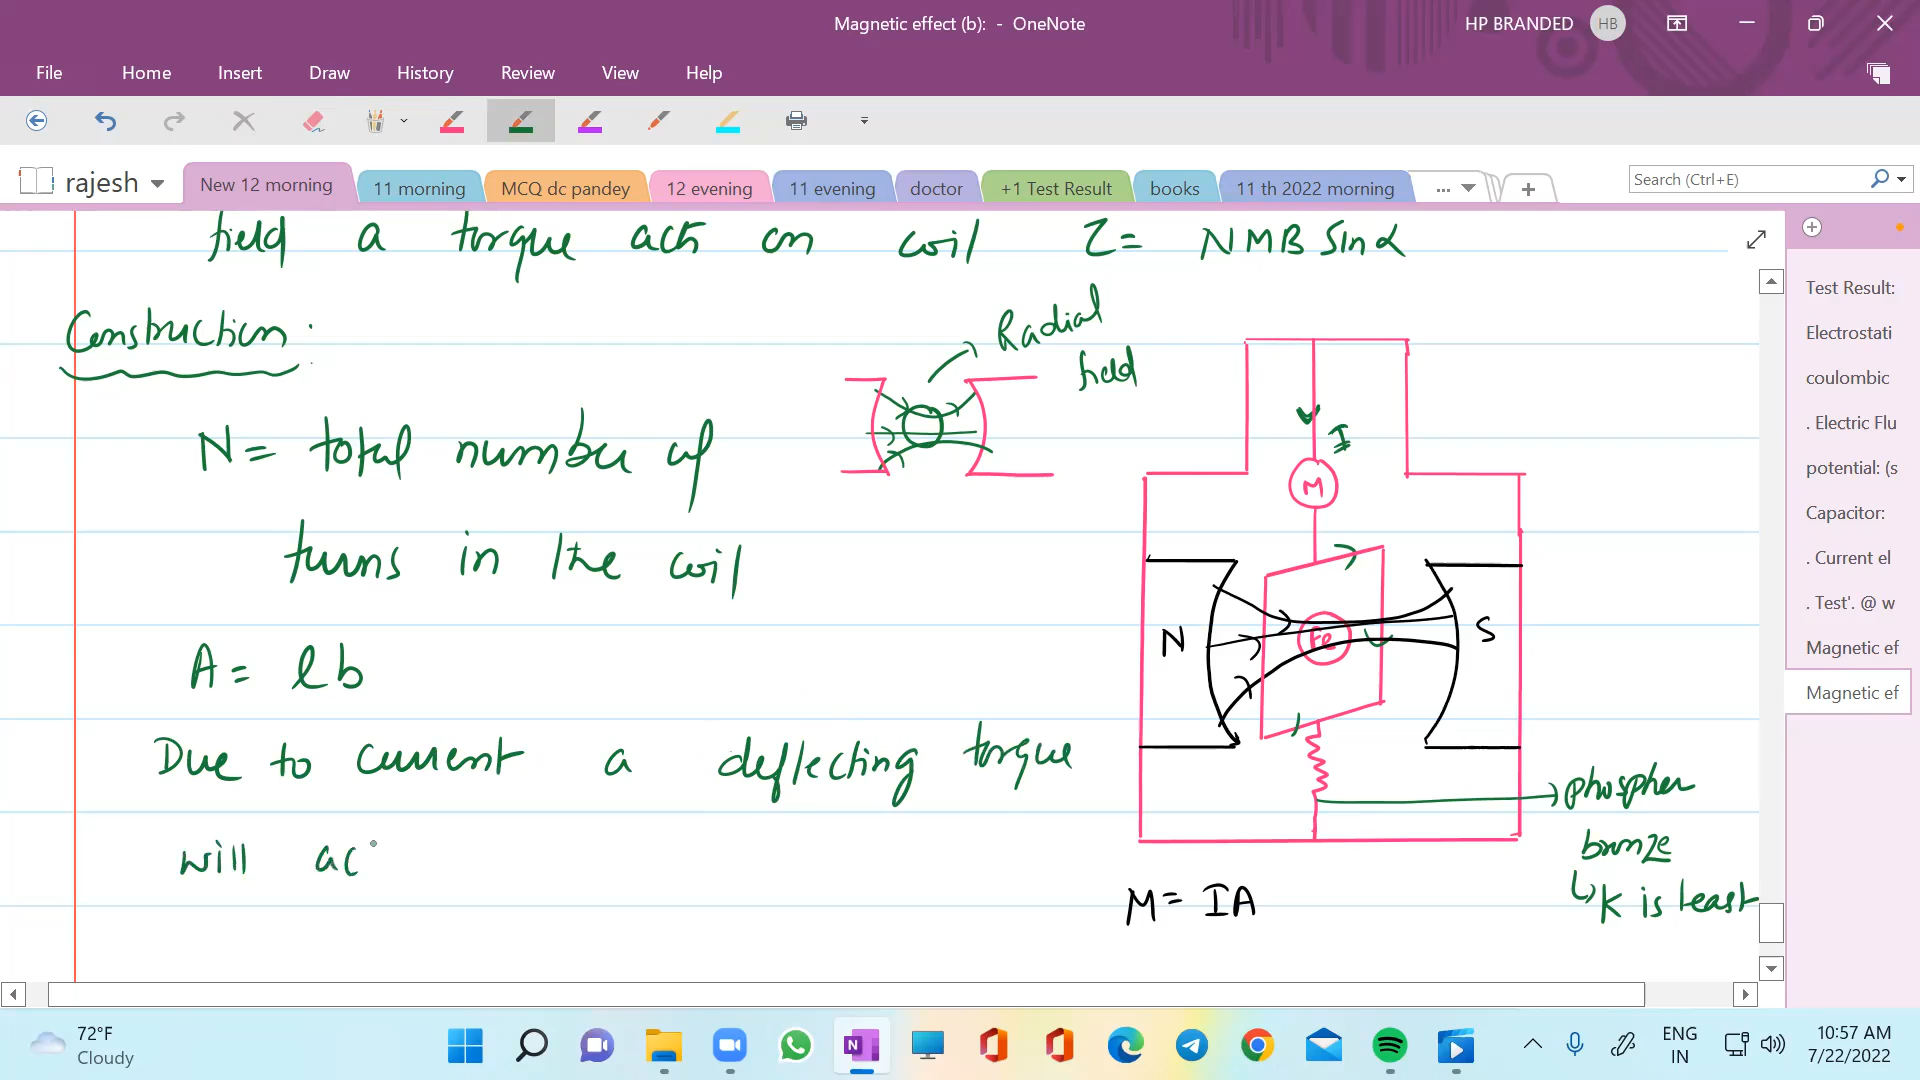 Magnetic effect (b): - OneNote
HP BRANDED HB
File Home Insert Draw History Review View Help
rajesh New 12 morning 11 morning MCQ dc pandey 12 evening 11 evening doctor +1 Test Result books 11 th 2022 morning ... Search (Ctrl+E)
field a torque acts on coil τ= NMB Sinα
Construction:
Radial
field
N= total number of
turns in the coil
A= lb
Due to current a deflecting torque
will ac
I
M
N
Fe
S
phospher
bronze
K is least
M= IA
Test Result:
Electrostati
coulombic
. Electric Flu
potential: (s
Capacitor:
. Current el
. Test'. @ w
Magnetic ef
Magnetic ef
72°F
Cloudy
ENG
IN
10:57 AM
7/22/2022